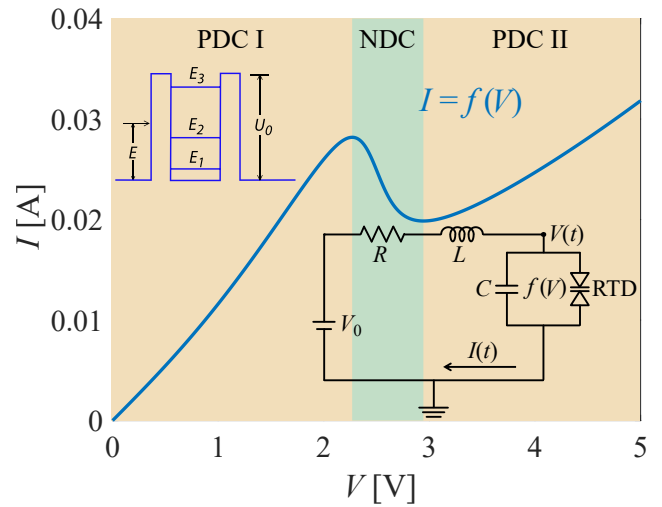 0.04
PDC I
NDC
PDC II
E3
E2
E1
E
U0
I = f(V)
0.03
0.02
0.01
0
I [A]
R
L
V(t)
C
f(V)
RTD
V0
I(t)
0
1
2
3
4
5
V [V]